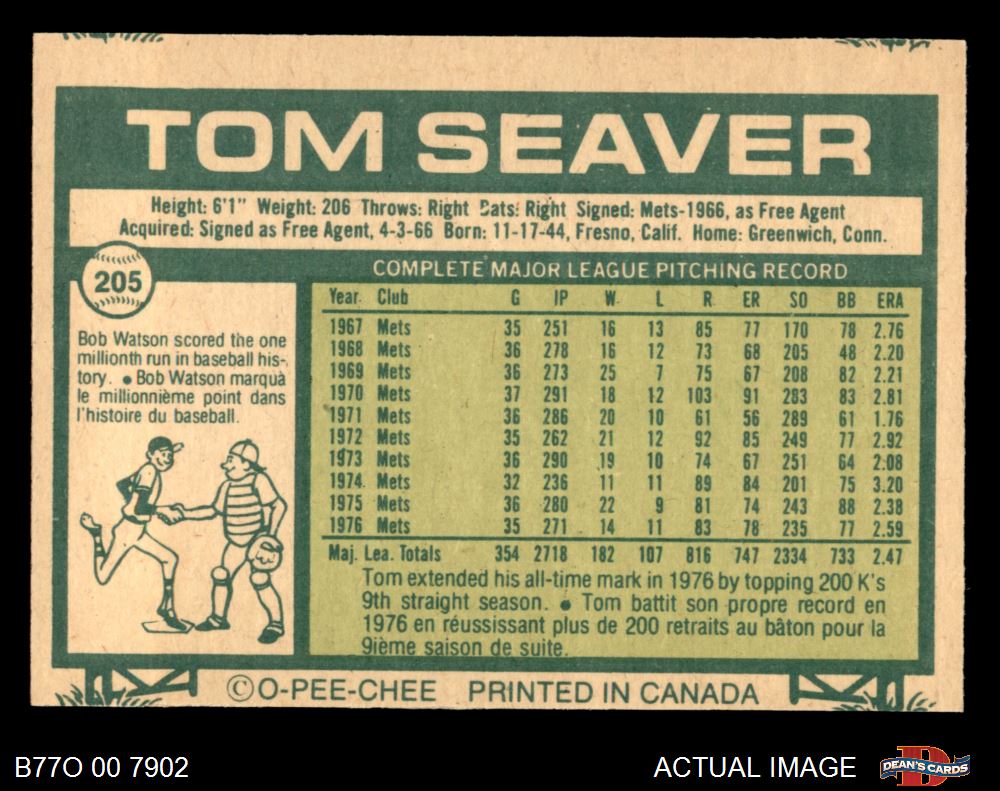 TOM SEAVER
Height: 6'1" Weight: 206 Throws: Right Bats: Right Signed: Mets-1966, as Free Agent
Acquired: Signed as Free Agent, 4-3-66 Born: 11-17-44, Fresno, Calif. Home: Greenwich, Conn.
205
Bob Watson scored the one
millionth run in baseball his-
tory. • Bob Watson marquà
le millionnième point dans
l'histoire du baseball.
COMPLETE MAJOR LEAGUE PITCHING RECORD
Year Club G IP W L R ER SO BB ERA
1967 Mets 35 251 16 13 85 77 170 78 2.76
1968 Mets 36 278 16 12 73 68 205 48 2.20
1969 Mets 36 273 25 7 75 67 208 82 2.21
1970 Mets 37 291 18 12 103 91 283 83 2.81
1971 Mets 36 286 20 10 61 56 289 61 1.76
1972 Mets 35 262 21 12 92 85 249 77 2.92
1973 Mets 36 290 19 10 74 67 251 64 2.08
1974 Mets 32 236 11 11 89 84 201 75 3.20
1975 Mets 36 280 22 9 81 74 243 88 2.38
1976 Mets 35 271 14 11 83 78 235 77 2.59
Maj. Lea. Totals 354 2718 182 107 816 747 2334 733 2.47
Tom extended his all-time mark in 1976 by topping 200 K's
9th straight season. • Tom battit son propre record en
1976 en réussissant plus de 200 retraits au bâton pour la
9ième saison de suite.
©O-PEE-CHEE PRINTED IN CANADA
B77O 00 7902
ACTUAL IMAGE
D
DEAN'S CARDS